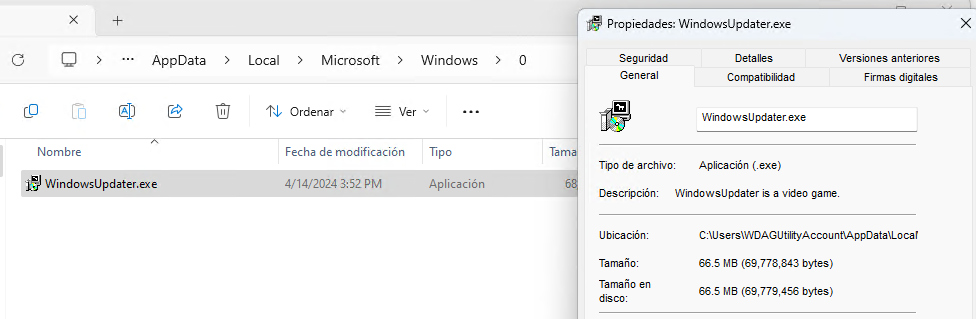 AppData > Local > Microsoft > Windows > 0
Ordenar Ver
Nombre Fecha de modificación Tipo
WindowsUpdater.exe 4/14/2024 3:52 PM Aplicación
Propiedades: WindowsUpdater.exe
Seguridad Detalles Versiones anteriores
General Compatibilidad Firmas digitales
WindowsUpdater.exe
Tipo de archivo: Aplicación (.exe)
Descripción: WindowsUpdater is a video game.
Ubicación: C:\Users\WDAGUtilityAccount\AppData\Local
Tamaño: 66.5 MB (69,778,843 bytes)
Tamaño en
disco: 66.5 MB (69,779,456 bytes)